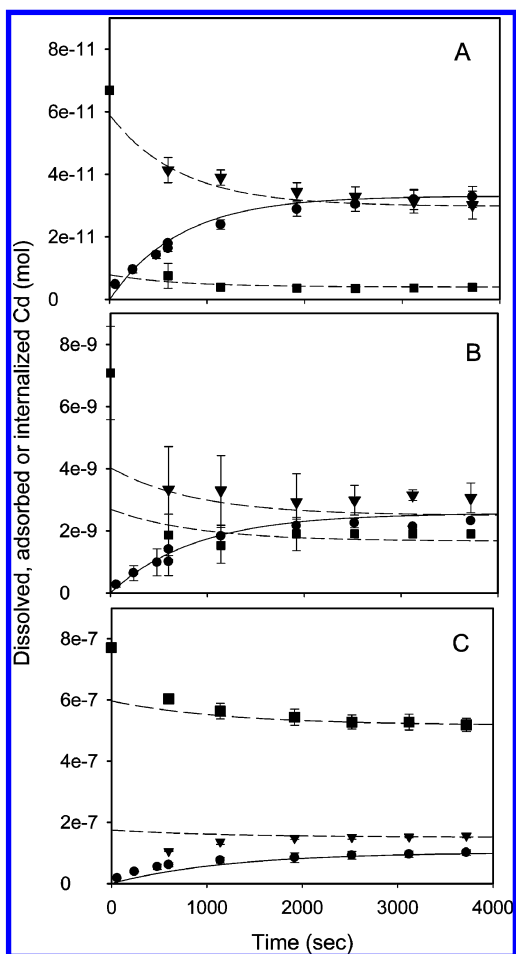 8e-11
A
6e-11
4e-11
2e-11
0
8e-9
B
6e-9
4e-9
2e-9
0
8e-7
C
6e-7
4e-7
2e-7
0
0 1000 2000 3000 4000
Time (sec)
Dissolved, adsorbed or internalized Cd (mol)